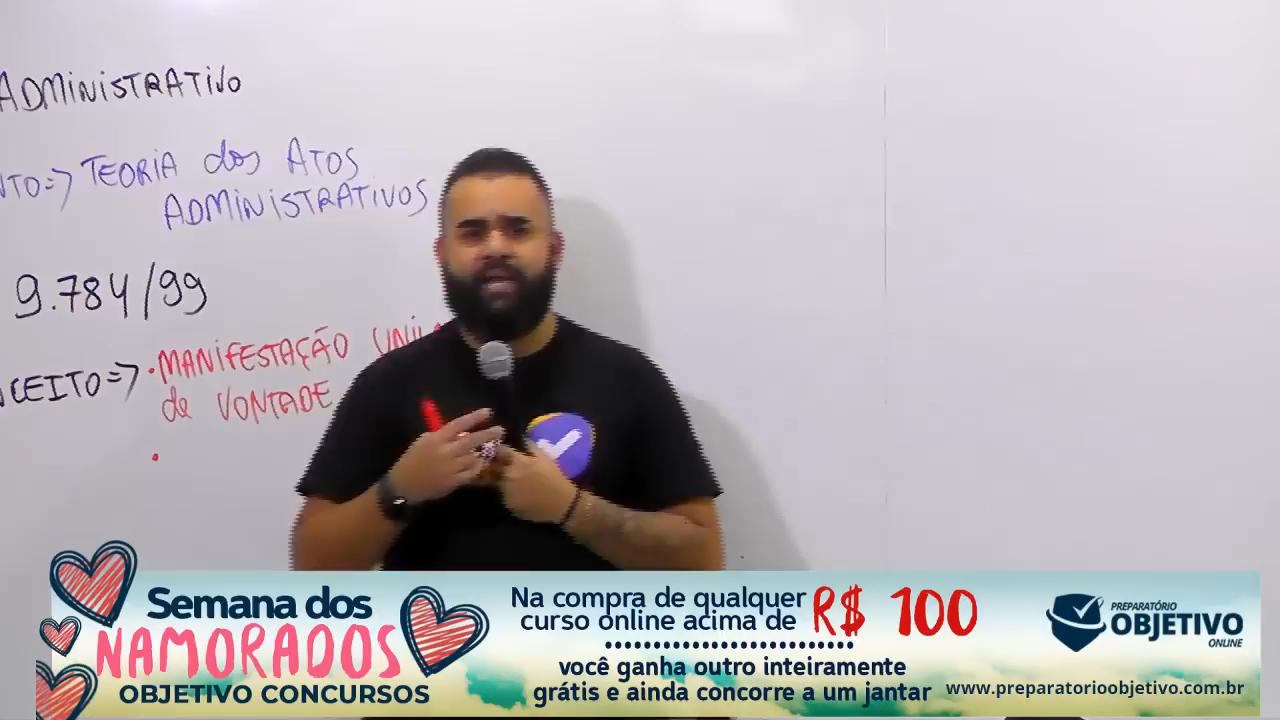 ADMINISTRATIVO
NTO=> TEORIA dos ATOS
ADMINISTRATIVOS
9.784/99
CEITO=> • MANIFESTAÇÃO UNIL
de VONTADE
•
Semana dos
NAMORADOS
OBJETIVO CONCURSOS
Na compra de qualquer
curso online acima de
R$ 100
você ganha outro inteiramente
grátis e ainda concorre a um jantar
PREPARATÓRIO
OBJETIVO
ONLINE
www.preparatorioobjetivo.com.br